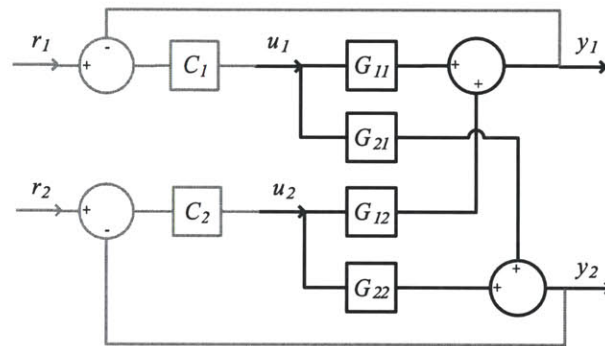 r1 + - C1 u1 G11 + + y1
G21
r2 + - C2 u2 G12
G22 + + y2